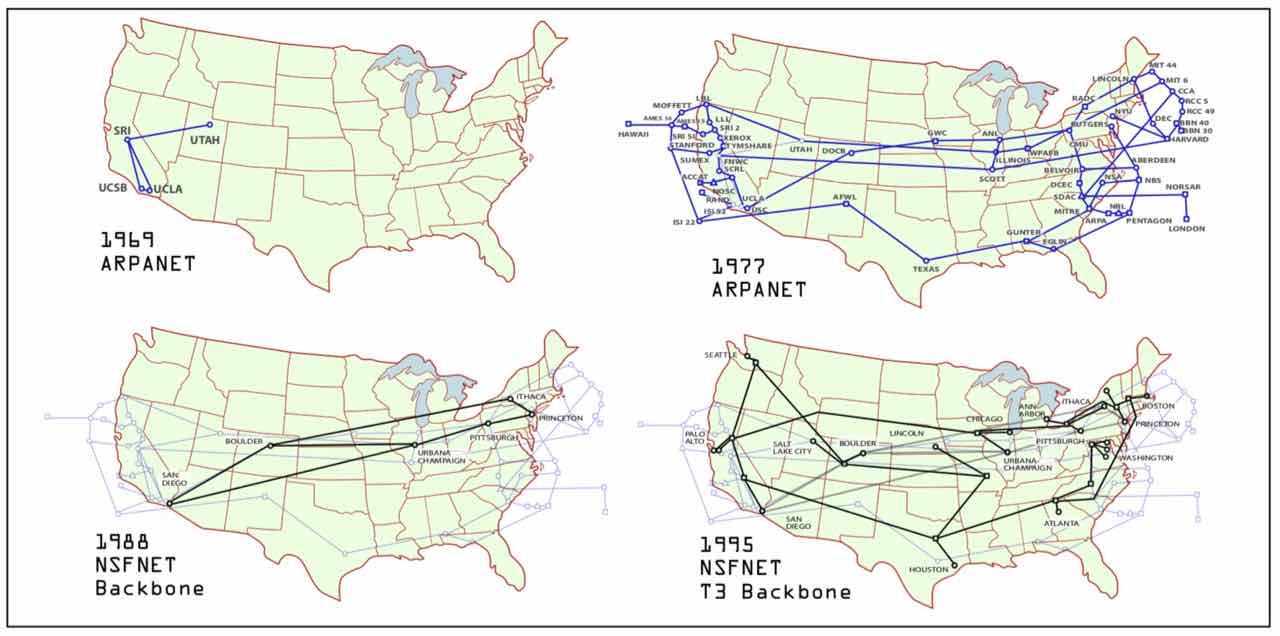 SRI
UTAH
UCSB
UCLA
1969
ARPANET
MIT 44
LINCOLN
MIT 6
CCA
RCC 5
RCC 49
RADC
NYU
DEC
BBN 40
BBN 30
HARVARD
LBL
MOFFETT
AMES 16
AMES 15
LLL
SRI 2
HAWAII
SRI 51
XEROX
STANFORD
TYMSHARE
SUMEX
FNWC
SCRL
UTAH
DOCB
GWC
ANL
RUTGERS
CMU
WPAFB
ILLINOIS
SCOTT
ABERDEEN
BELVOIR
ACCAT
NOSC
RAND
UCLA
ISI 52
USC
ISI 22
AFWL
DCEC
NSA
NBS
NORSAR
SDAC
MITRE
NRL
ARPA
PENTAGON
LONDON
GUNTER
EGLIN
TEXAS
1977
ARPANET
ITHACA
PRINCETON
PITTSBURGH
BOULDER
URBANA
CHAMPAIGN
SAN
DIEGO
1988
NSFNET
Backbone
SEATTLE
ANN
ARBOR
ITHACA
BOSTON
CHICAGO
PRINCETON
PALO
ALTO
SALT
LAKE CITY
BOULDER
LINCOLN
PITTSBURGH
URBANA
CHAMPAIGN
WASHINGTON
SAN
DIEGO
ATLANTA
HOUSTON
1995
NSFNET
T3 Backbone